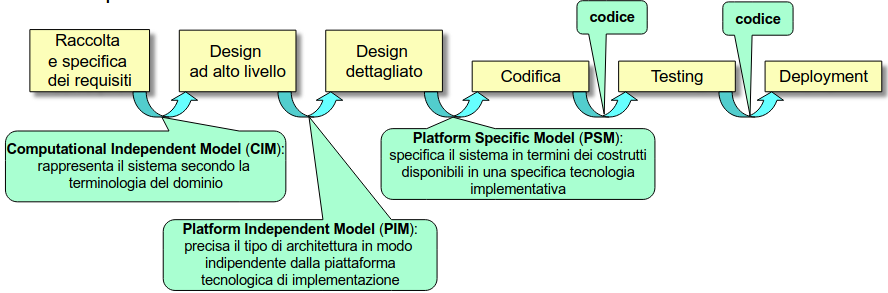 codice
codice
Raccolta
e specifica
dei requisiti
Design
ad alto livello
Design
dettagliato
Codifica
Testing
Deployment
Computational Independent Model (CIM):
rappresenta il sistema secondo la
terminologia del dominio
Platform Specific Model (PSM):
specifica il sistema in termini dei costrutti
disponibili in una specifica tecnologia
implementativa
Platform Independent Model (PIM):
precisa il tipo di architettura in modo
indipendente dalla piattaforma
tecnologica di implementazione